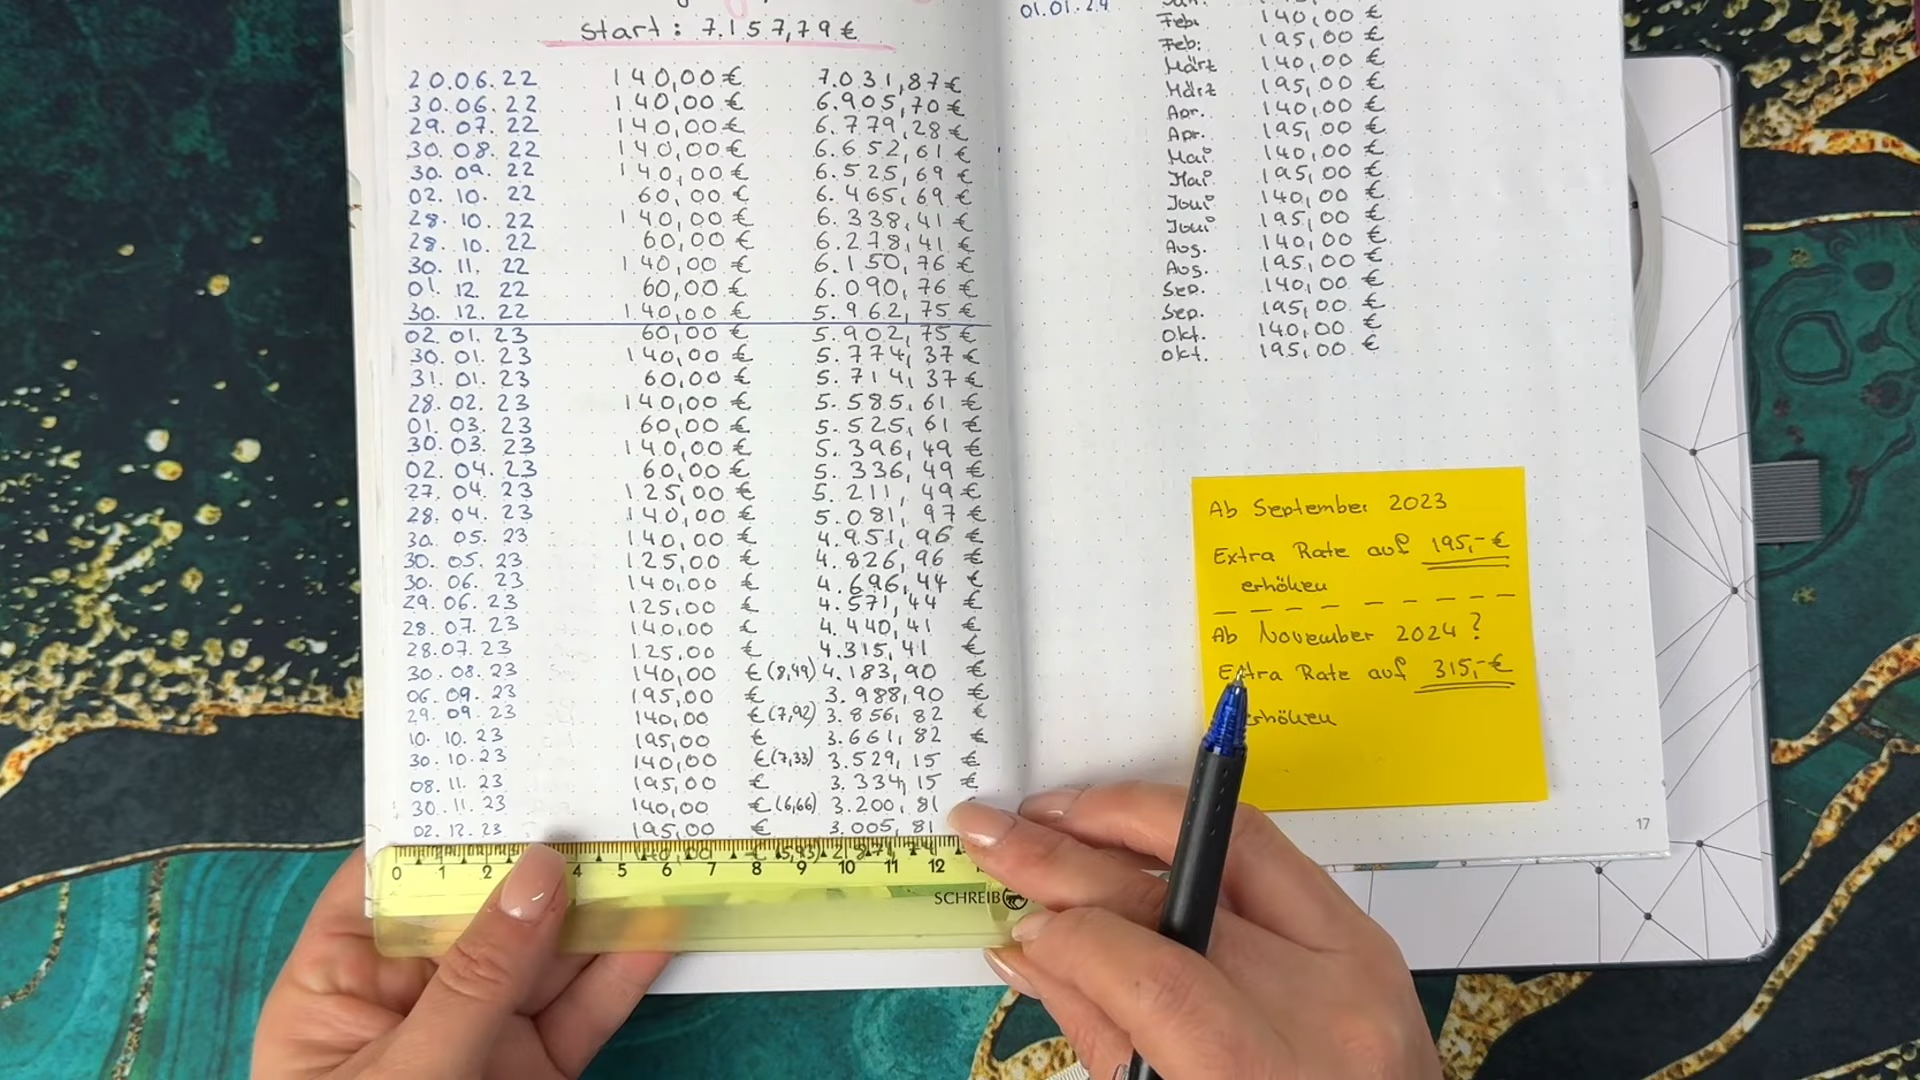 Start: 7.157,79€
20.06.22 140,00€ 7.031,87€
30.06.22 140,00€ 6.905,70€
29.07.22 140,00€ 6.779,28€
30.08.22 140,00€ 6.652,61€
30.09.22 140,00€ 6.525,69€
02.10.22 60,00€ 6.465,69€
28.10.22 140,00€ 6.338,41€
28.10.22 60,00€ 6.278,41€
30.11.22 140,00€ 6.150,76€
01.12.22 60,00€ 6.090,76€
30.12.22 140,00€ 5.962,75€
02.01.23 60,00€ 5.902,75€
30.01.23 140,00€ 5.774,37€
31.01.23 60,00€ 5.714,37€
28.02.23 140,00€ 5.585,61€
01.03.23 60,00€ 5.525,61€
30.03.23 140,00€ 5.396,49€
02.04.23 60,00€ 5.336,49€
27.04.23 125,00€ 5.211,49€
28.04.23 140,00€ 5.081,97€
30.05.23 140,00€ 4.951,96€
30.05.23 125,00€ 4.826,96€
30.06.23 140,00€ 4.696,44€
29.06.23 125,00€ 4.571,44€
28.07.23 140,00€ 4.440,41€
28.07.23 125,00€ 4.315,41€
30.08.23 140,00€ (8,49) 4.183,90€
06.09.23 195,00€ 3.988,90€
29.09.23 140,00€ (7,92) 3.856,82€
10.10.23 195,00€ 3.661,82€
30.10.23 140,00€ (7,33) 3.529,15€
08.11.23 195,00€ 3.334,15€
30.11.23 140,00€ (6,66) 3.200,81€
02.12.23 195,00€ 3.005,81
0 1 2 4 5 6 7 8 9 10 11 12
SCHREIB
01.01.24
Feb. 140,00€
Feb. 195,00€
März 140,00€
März 195,00€
Apr. 140,00€
Apr. 195,00€
Mai 140,00€
Mai 195,00€
Juni 140,00€
Juni 195,00€
Aug. 140,00€
Aug. 195,00€
Sep. 140,00€
Sep. 195,00€
Okt. 140,00€
Okt. 195,00€
Ab September 2023
Extra Rate auf 195,-€
erhöhen
Ab November 2024?
Extra Rate auf 315,-€
erhöhen
17